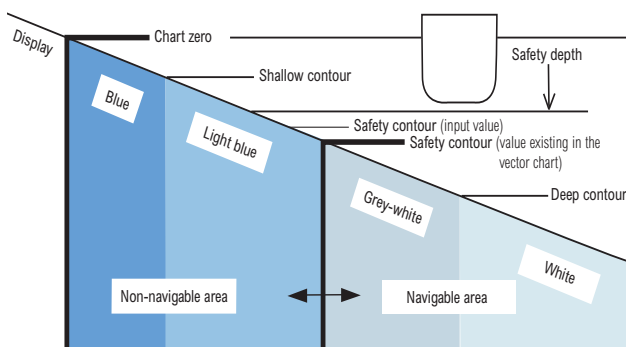 Display
Chart zero
Safety depth
Shallow contour
Blue
Light blue
Safety contour (input value)
Safety contour (value existing in the
vector chart)
Deep contour
Grey-white
White
Non-navigable area
Navigable area